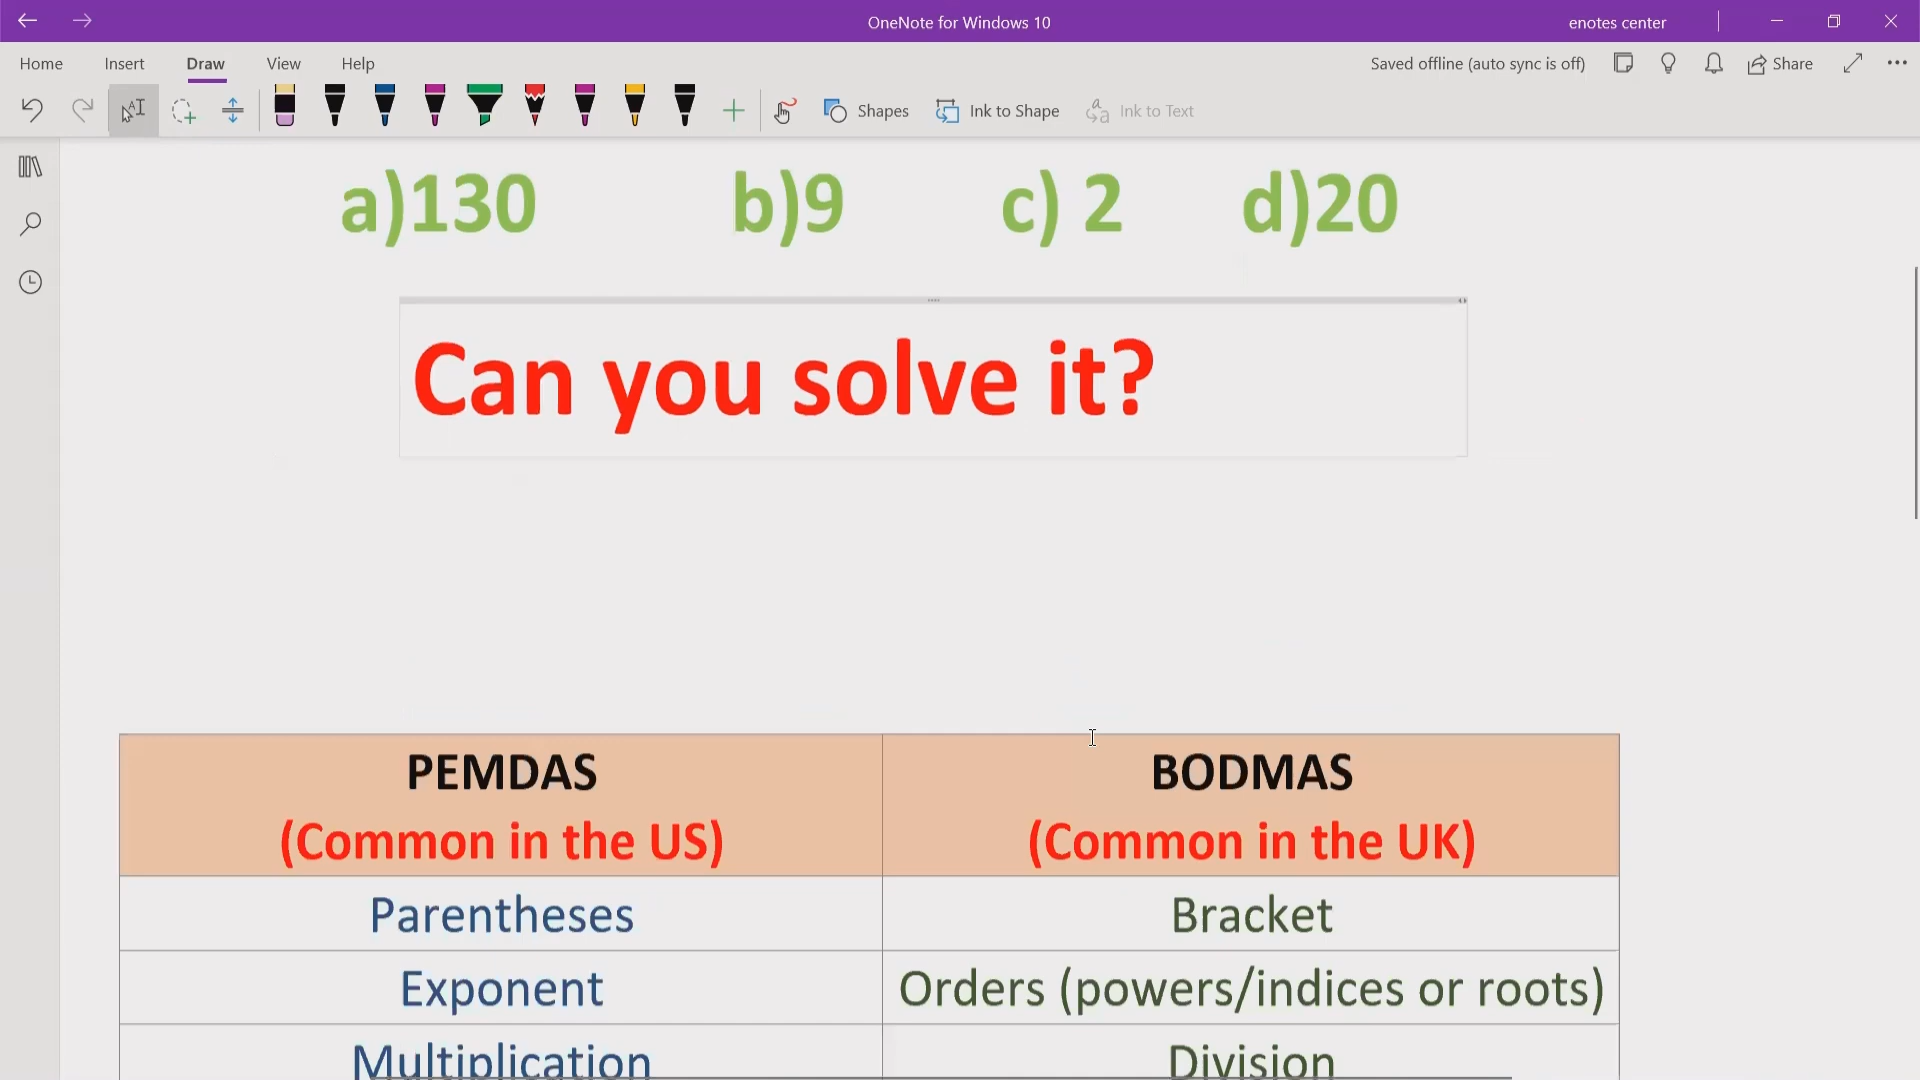 OneNote for Windows 10
enotes center
Home Insert Draw View Help
Saved offline (auto sync is off) Share
Shapes Ink to Shape Ink to Text
a)130 b)9 c) 2 d)20
Can you solve it?
PEMDAS BODMAS
(Common in the US) (Common in the UK)
Parentheses Bracket
Exponent Orders (powers/indices or roots)
Multiplication Division